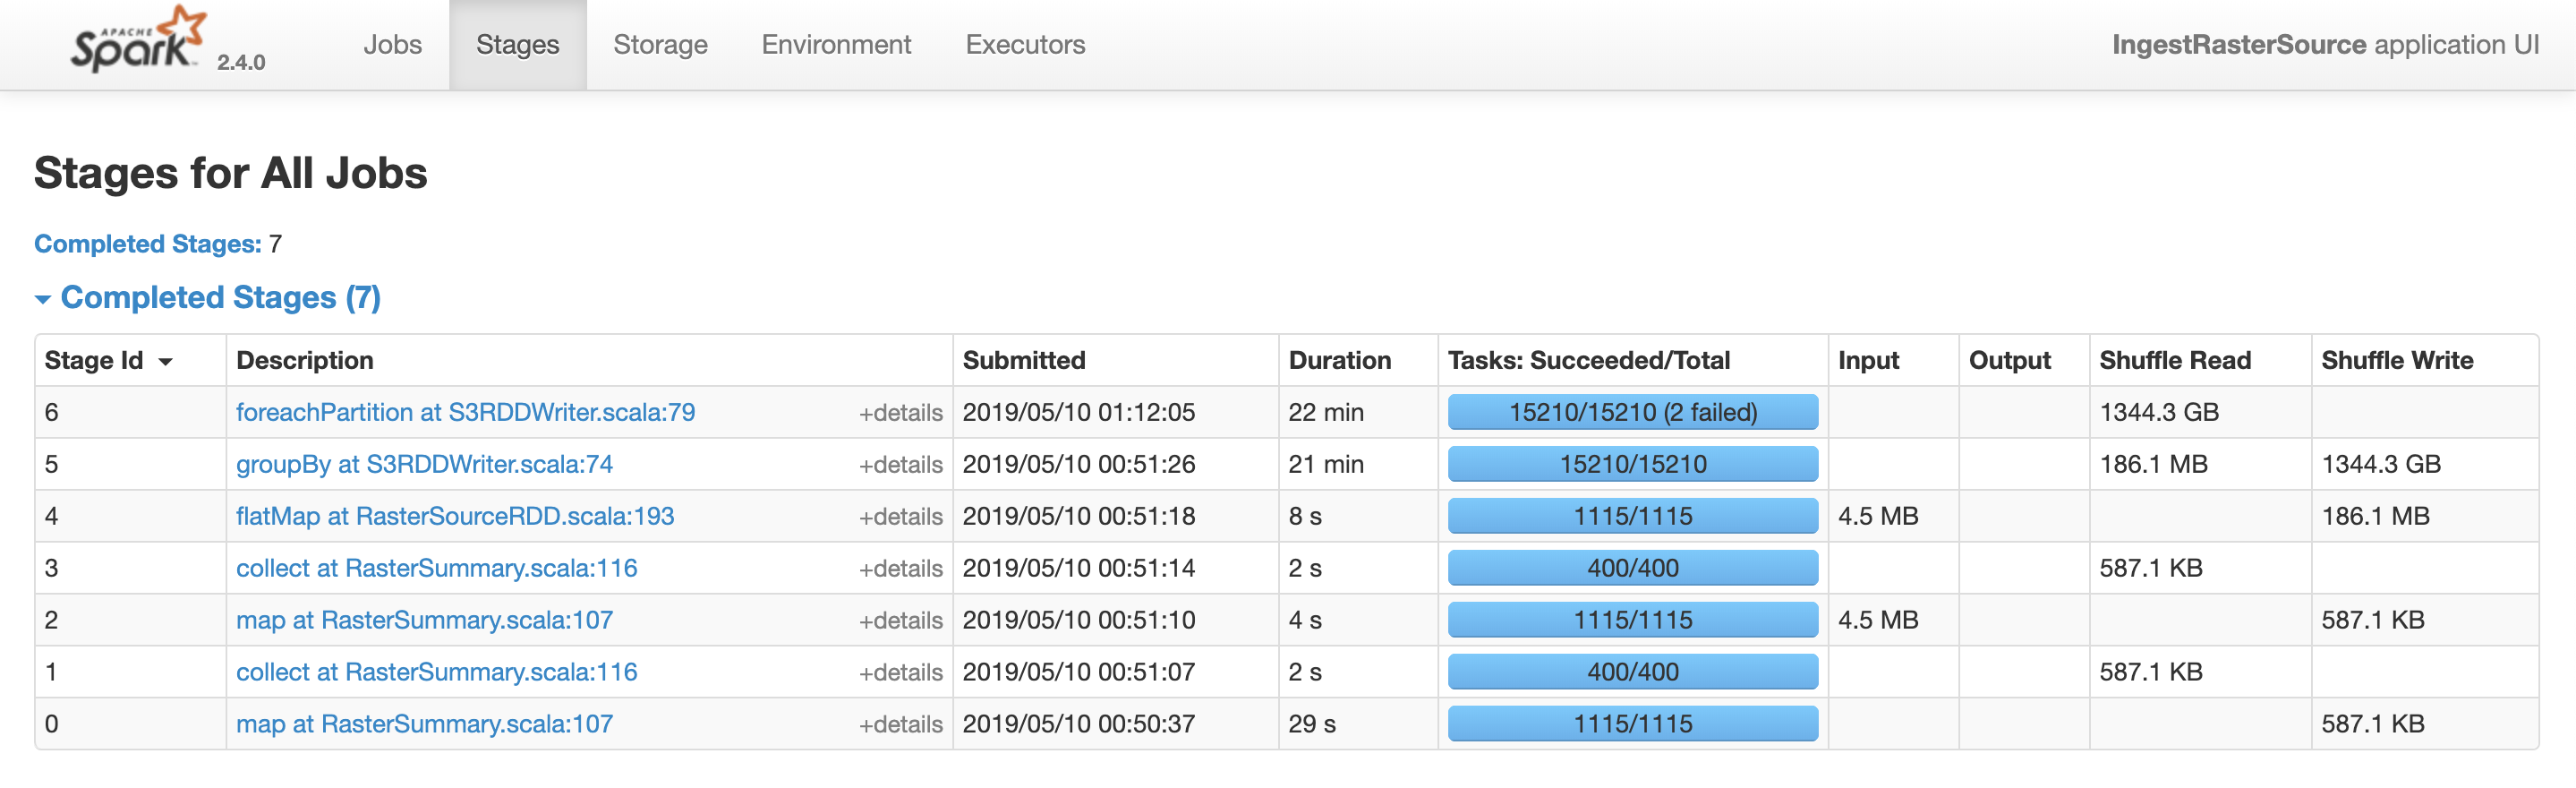 APACHE Spark™ 2.4.0 Jobs Stages Storage Environment Executors IngestRasterSource application UI
Stages for All Jobs
Completed Stages: 7
Completed Stages (7)
Stage Id Description Submitted Duration Tasks: Succeeded/Total Input Output Shuffle Read Shuffle Write
6 foreachPartition at S3RDDWriter.scala:79 +details 2019/05/10 01:12:05 22 min 15210/15210 (2 failed) 1344.3 GB
5 groupBy at S3RDDWriter.scala:74 +details 2019/05/10 00:51:26 21 min 15210/15210 186.1 MB 1344.3 GB
4 flatMap at RasterSourceRDD.scala:193 +details 2019/05/10 00:51:18 8 s 1115/1115 4.5 MB 186.1 MB
3 collect at RasterSummary.scala:116 +details 2019/05/10 00:51:14 2 s 400/400 587.1 KB
2 map at RasterSummary.scala:107 +details 2019/05/10 00:51:10 4 s 1115/1115 4.5 MB 587.1 KB
1 collect at RasterSummary.scala:116 +details 2019/05/10 00:51:07 2 s 400/400 587.1 KB
0 map at RasterSummary.scala:107 +details 2019/05/10 00:50:37 29 s 1115/1115 587.1 KB